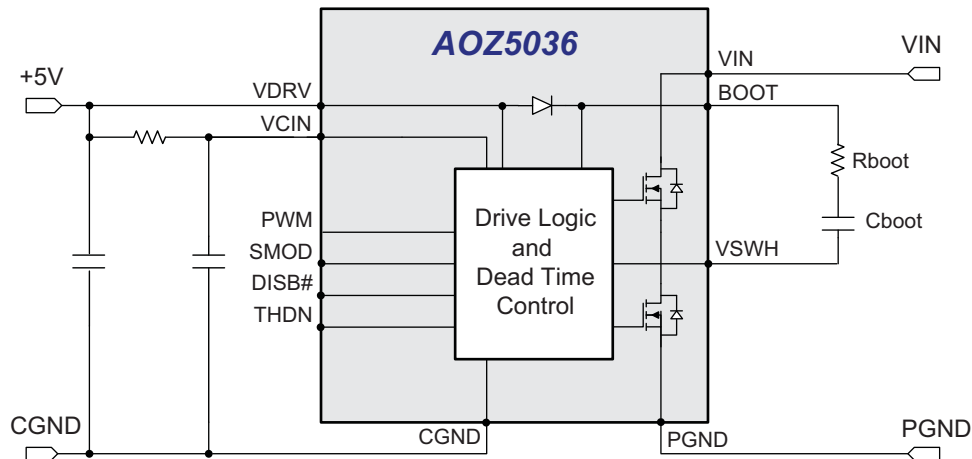 AOZ5036
VIN
VIN
+5V
VDRV
BOOT
VCIN
Rboot
Cboot
PWM
SMOD
DISB#
THDN
Drive Logic
and
Dead Time
Control
VSWH
CGND
CGND
PGND
PGND